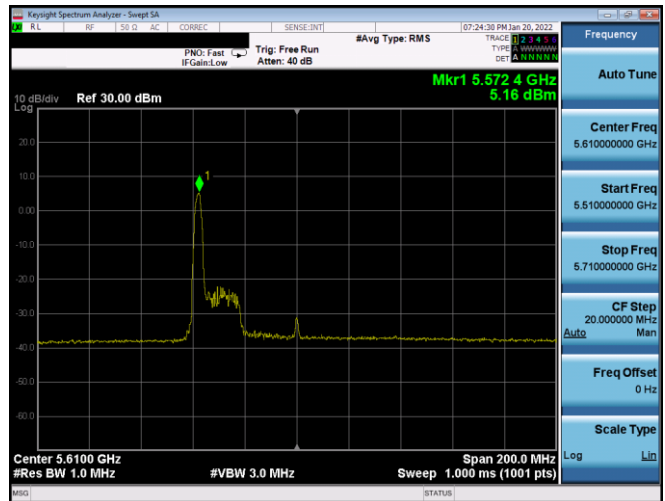 Keysight Spectrum Analyzer - Swept SA
RL RF 50 Ω AC CORREC SENSE:INT 07:24:30 PM Jan 20, 2022
#Avg Type: RMS
TRACE 1 2 3 4 5 6
PNO: Fast Trig: Free Run TYPE A WWWWW
IFGain:Low Atten: 40 dB DET A N N N N N
Mkr1 5.572 4 GHz
5.16 dBm
10 dB/div Ref 30.00 dBm
Log
20.0
10.0
0.00
-10.0
-20.0
-30.0
-40.0
-50.0
-60.0
1
Center 5.6100 GHz Span 200.0 MHz
#Res BW 1.0 MHz #VBW 3.0 MHz Sweep 1.000 ms (1001 pts)
MSG STATUS
Frequency
Auto Tune
Center Freq
5.610000000 GHz
Start Freq
5.510000000 GHz
Stop Freq
5.710000000 GHz
CF Step
20.000000 MHz
Auto Man
Freq Offset
0 Hz
Scale Type
Log Lin